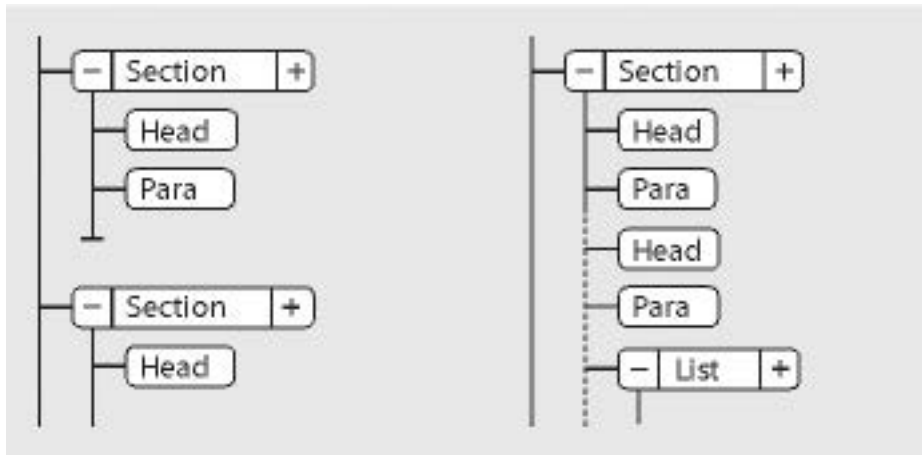 − Section +
Head
Para
− Section +
Head
− Section +
Head
Para
Head
Para
− List +